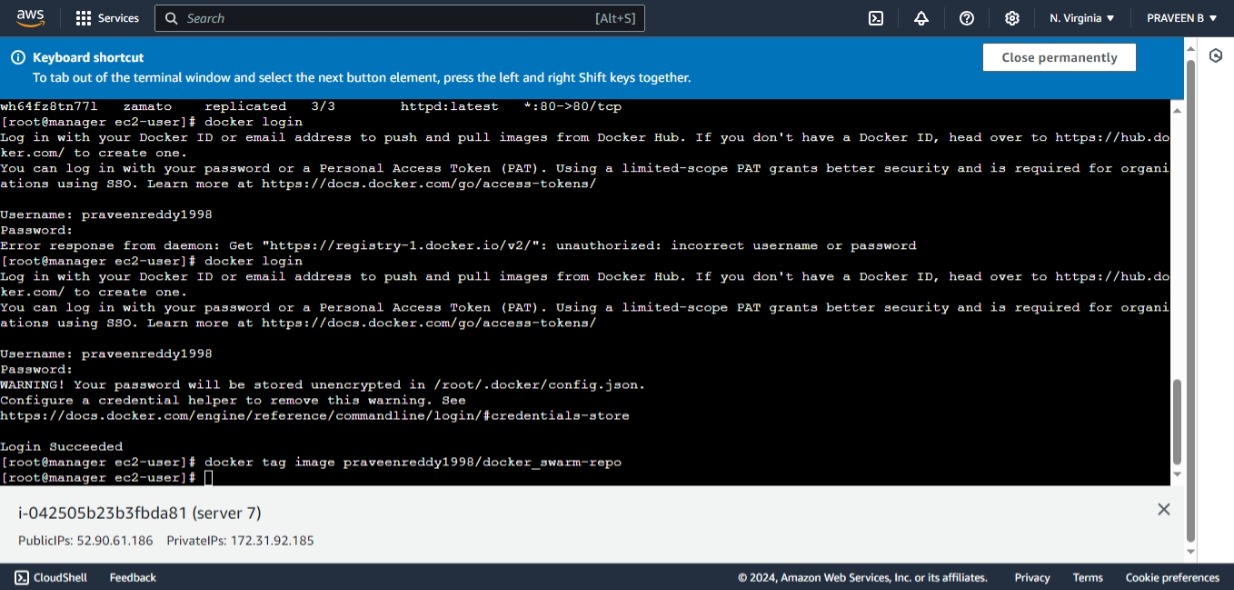 aws
Services
Search
[Alt+S]
N. Virginia ▼
PRAVEEN B ▼
Keyboard shortcut
To tab out of the terminal window and select the next button element, press the left and right Shift keys together.
Close permanently
wh64fz8tn77l   zamato    replicated   3/3        httpd:latest   *:80->80/tcp
[root@manager ec2-user]# docker login
Log in with your Docker ID or email address to push and pull images from Docker Hub. If you don't have a Docker ID, head over to https://hub.do
ker.com/ to create one.
You can log in with your password or a Personal Access Token (PAT). Using a limited-scope PAT grants better security and is required for organi
ations using SSO. Learn more at https://docs.docker.com/go/access-tokens/
Username: praveenreddy1998
Password:
Error response from daemon: Get "https://registry-1.docker.io/v2/": unauthorized: incorrect username or password
[root@manager ec2-user]# docker login
Log in with your Docker ID or email address to push and pull images from Docker Hub. If you don't have a Docker ID, head over to https://hub.do
ker.com/ to create one.
You can log in with your password or a Personal Access Token (PAT). Using a limited-scope PAT grants better security and is required for organi
ations using SSO. Learn more at https://docs.docker.com/go/access-tokens/
Username: praveenreddy1998
Password:
WARNING! Your password will be stored unencrypted in /root/.docker/config.json.
Configure a credential helper to remove this warning. See
https://docs.docker.com/engine/reference/commandline/login/#credentials-store
Login Succeeded
[root@manager ec2-user]# docker tag image praveenreddy1998/docker_swarm-repo
[root@manager ec2-user]#
i-042505b23b3fbda81 (server 7)
PublicIPs: 52.90.61.186   PrivateIPs: 172.31.92.185
CloudShell
Feedback
© 2024, Amazon Web Services, Inc. or its affiliates.
Privacy
Terms
Cookie preferences